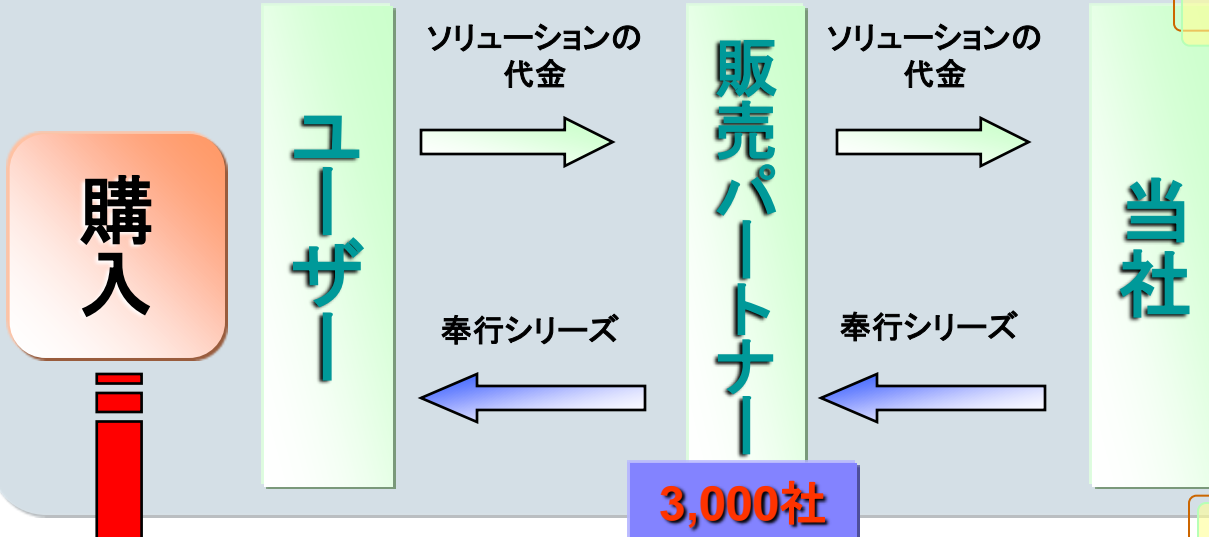 購入
ユーザー
ソリューションの
代金
奉行シリーズ
販売パートナー
3,000社
ソリューションの
代金
奉行シリーズ
当社